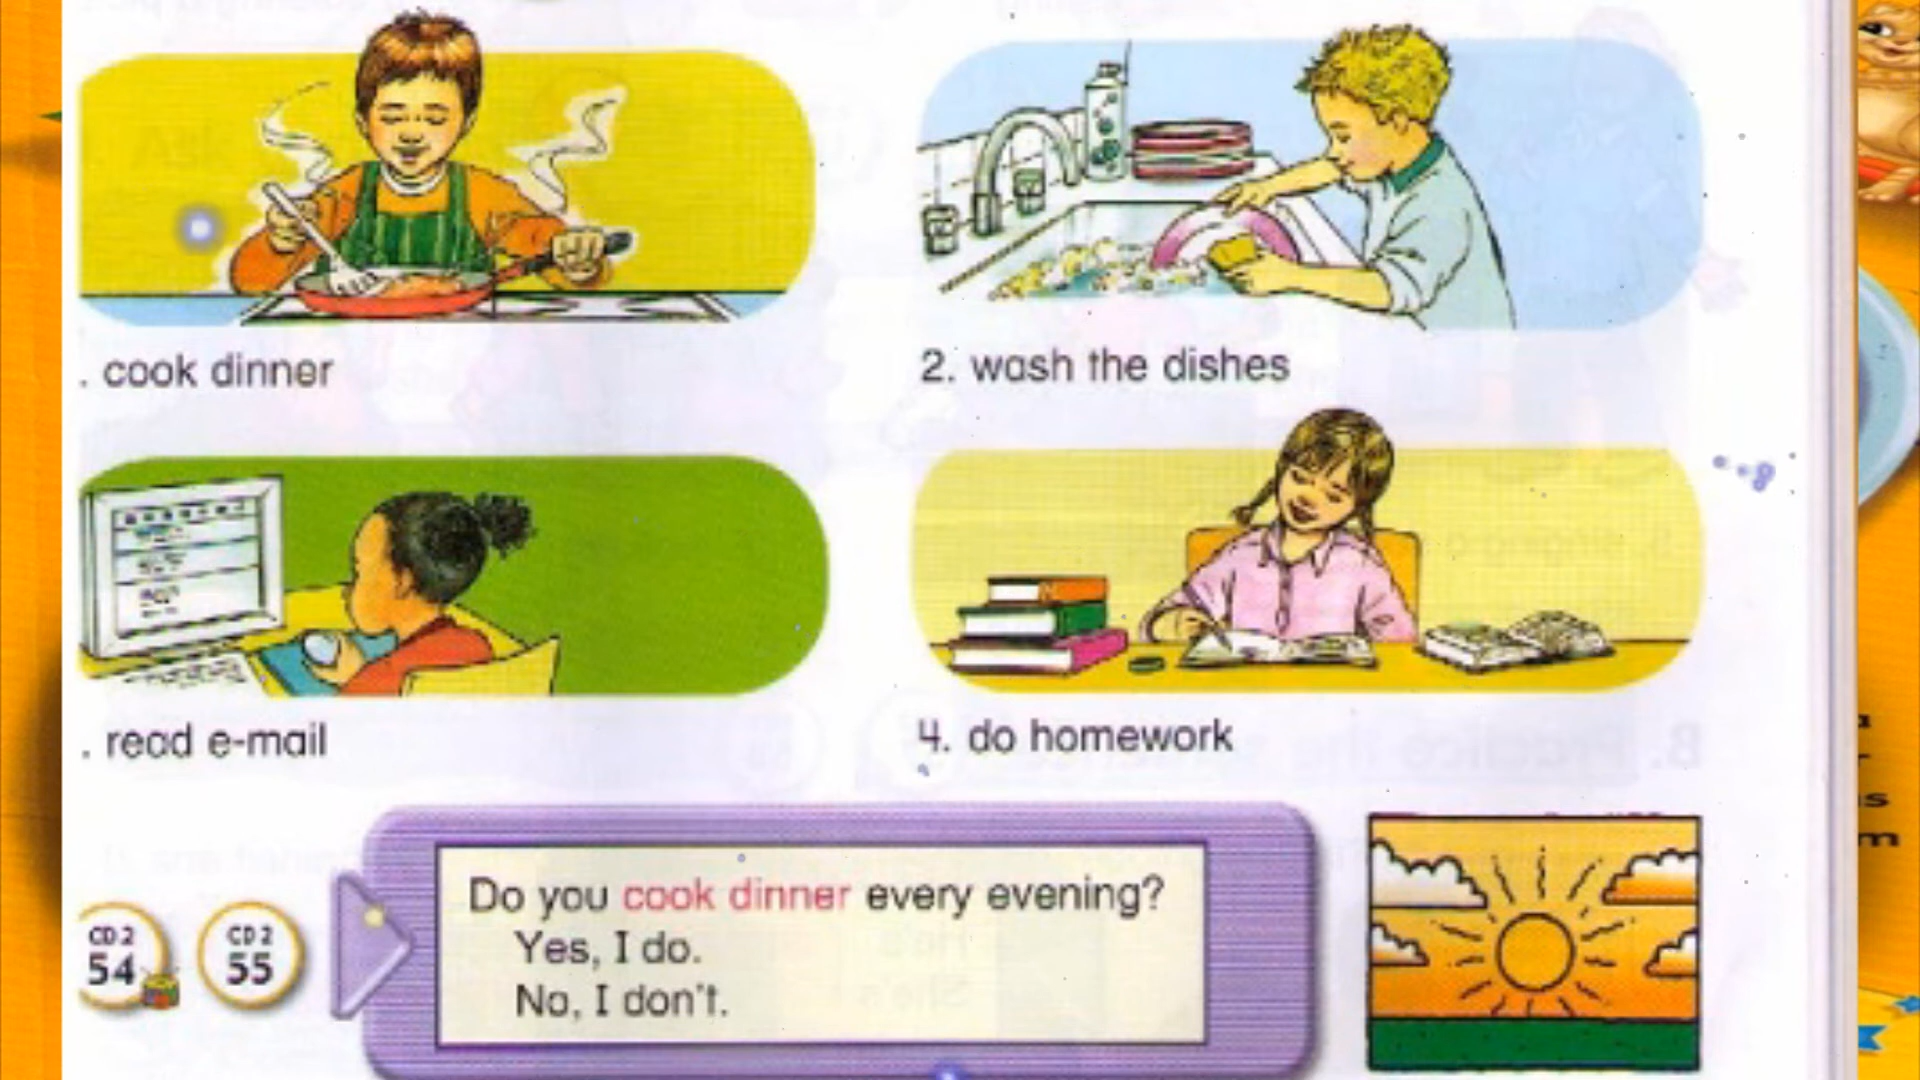 . cook dinner
2. wash the dishes
. read e-mail
4. do homework
Do you cook dinner every evening?
Yes, I do.
No, I don't.
CD 2
54
CD 2
55